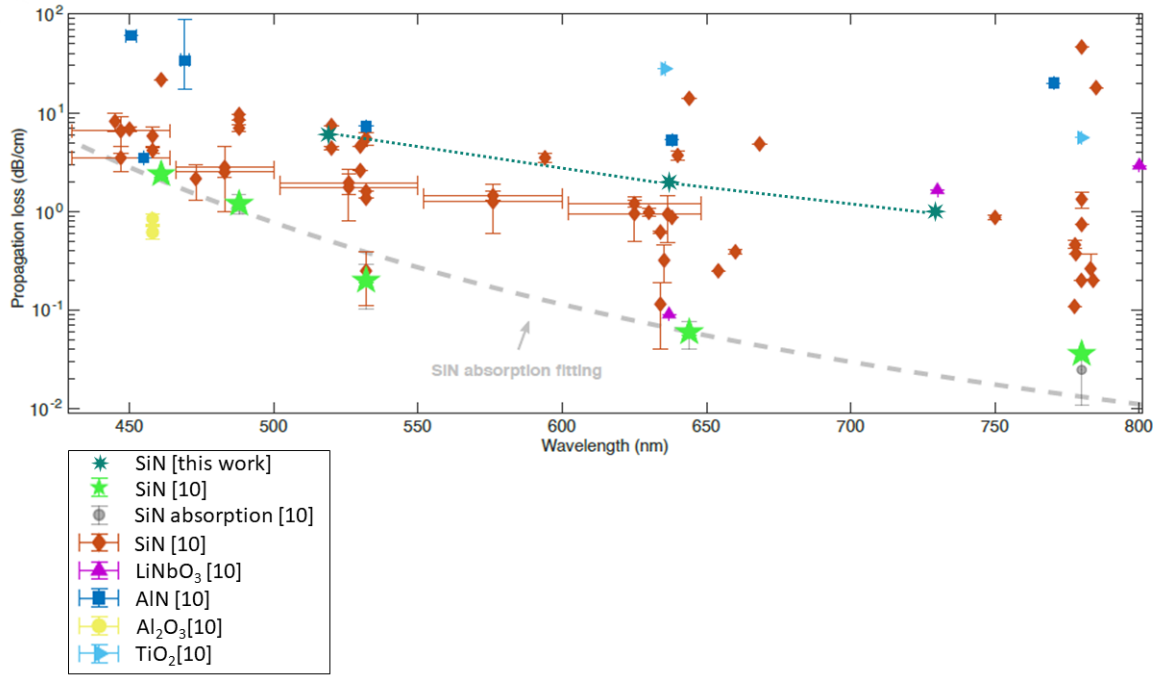 10²
10¹
10⁰
10⁻¹
10⁻²
Propagation loss (dB/cm)
SiN absorption fitting
450 500 550 600 650 700 750 800
Wavelength (nm)
SiN [this work]
SiN [10]
SiN absorption [10]
SiN [10]
LiNbO₃ [10]
AlN [10]
Al₂O₃[10]
TiO₂[10]